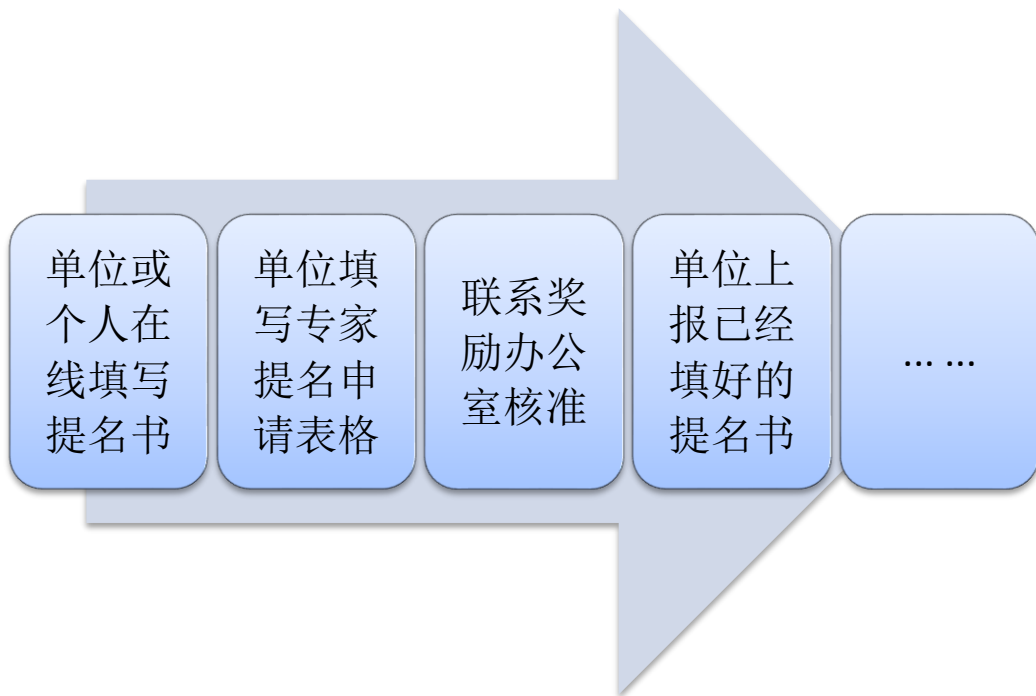 单位或
个人在
线填写
提名书
单位填
写专家
提名申
请表格
联系奖
励办公
室核准
单位上
报已经
填好的
提名书
... ...